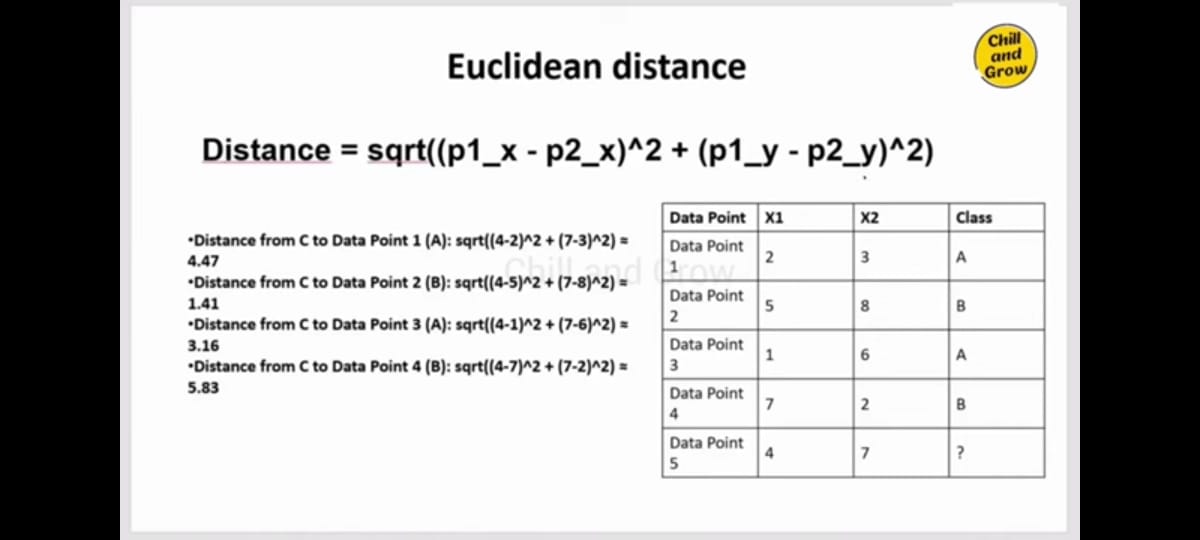 Chill
and
Grow
Euclidean distance
Distance = sqrt((p1_x - p2_x)^2 + (p1_y - p2_y)^2)
•Distance from C to Data Point 1 (A): sqrt((4-2)^2 + (7-3)^2) ≈
4.47
•Distance from C to Data Point 2 (B): sqrt((4-5)^2 + (7-8)^2) ≈
1.41
•Distance from C to Data Point 3 (A): sqrt((4-1)^2 + (7-6)^2) ≈
3.16
•Distance from C to Data Point 4 (B): sqrt((4-7)^2 + (7-2)^2) ≈
5.83
Chill and Grow
Data Point X1 X2 Class
Data Point
1 2 3 A
Data Point
2 5 8 B
Data Point
3 1 6 A
Data Point
4 7 2 B
Data Point
5 4 7 ?